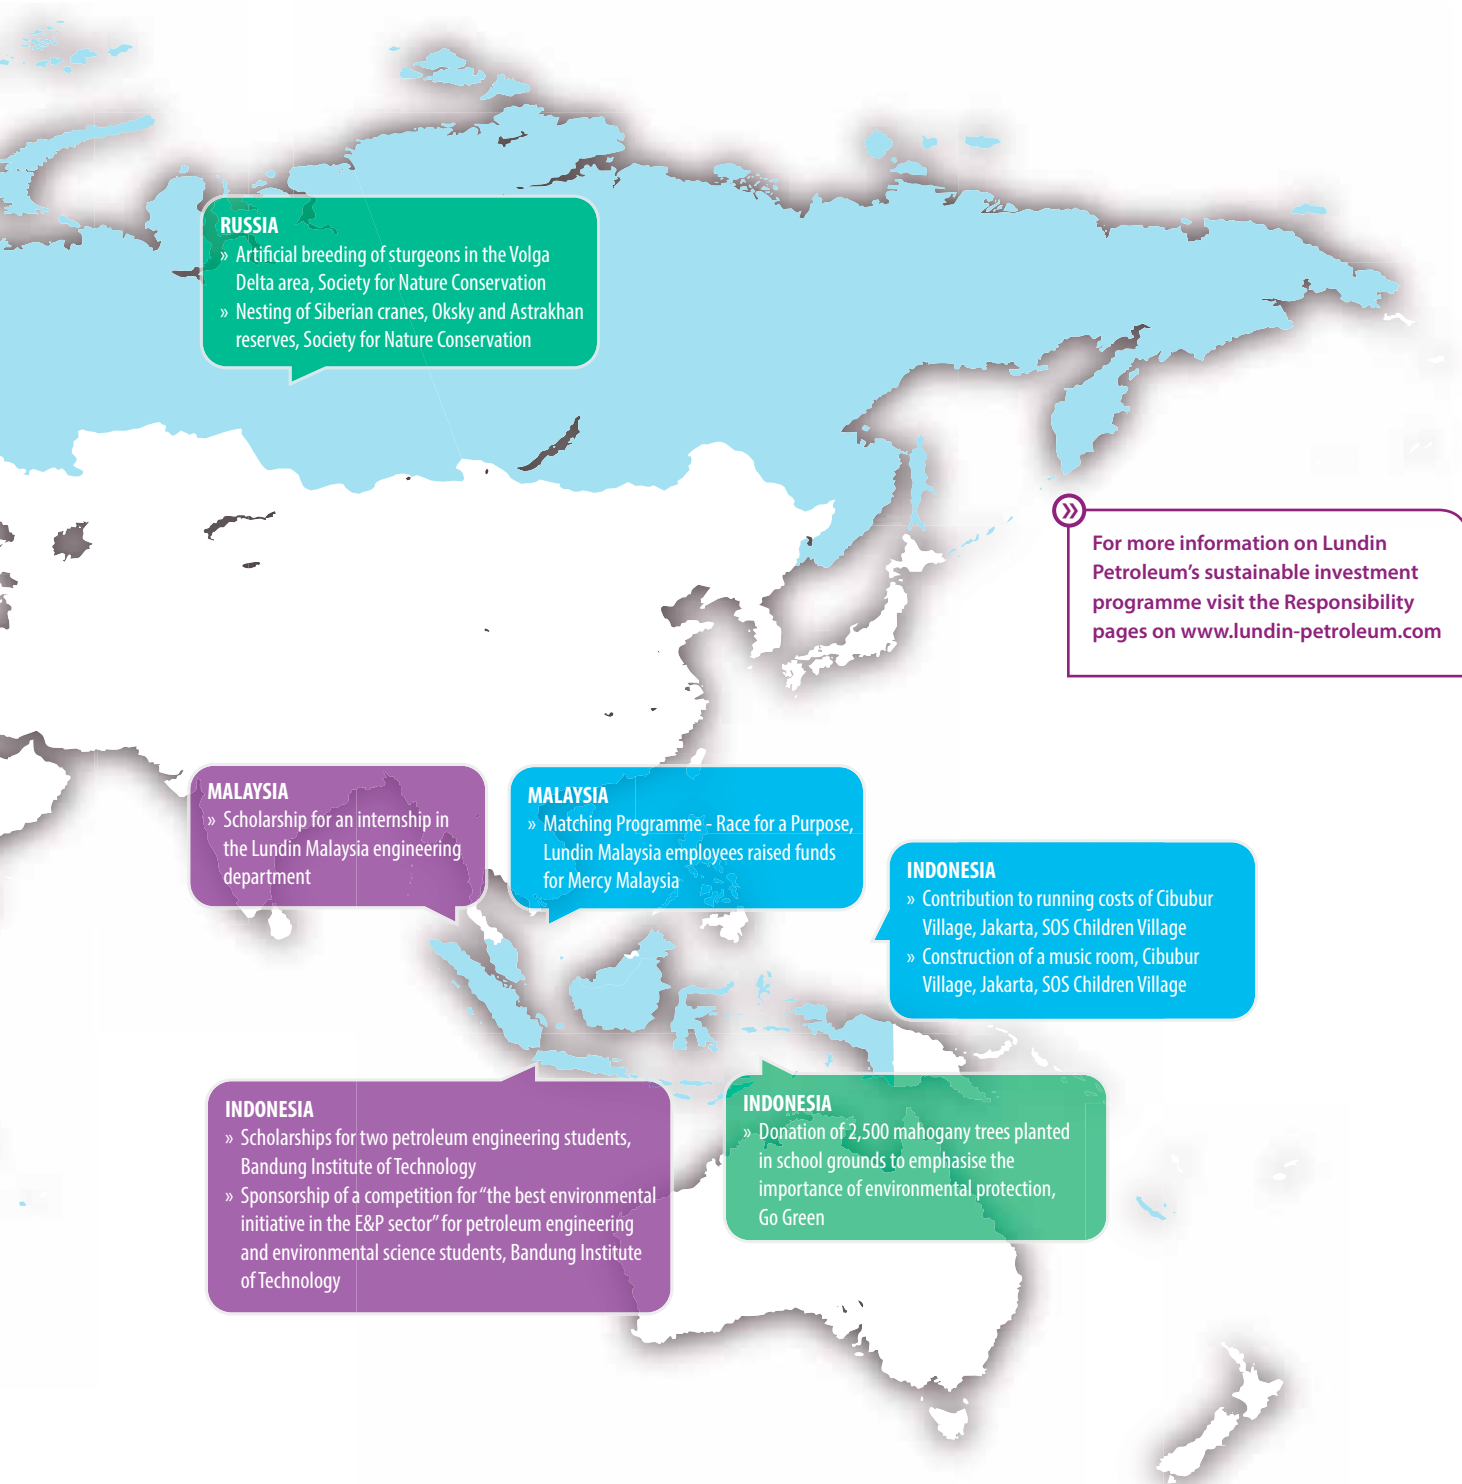 RUSSIA
» Artificial breeding of sturgeons in the Volga
Delta area, Society for Nature Conservation
» Nesting of Siberian cranes, Oksky and Astrakhan
reserves, Society for Nature Conservation
For more information on Lundin
Petroleum’s sustainable investment
programme visit the Responsibility
pages on www.lundin-petroleum.com
MALAYSIA
» Scholarship for an internship in
the Lundin Malaysia engineering
department
MALAYSIA
» Matching Programme - Race for a Purpose,
Lundin Malaysia employees raised funds
for Mercy Malaysia
INDONESIA
» Contribution to running costs of Cibubur
Village, Jakarta, SOS Children Village
» Construction of a music room, Cibubur
Village, Jakarta, SOS Children Village
INDONESIA
» Scholarships for two petroleum engineering students,
Bandung Institute of Technology
» Sponsorship of a competition for “the best environmental
initiative in the E&P sector” for petroleum engineering
and environmental science students, Bandung Institute
of Technology
INDONESIA
» Donation of 2,500 mahogany trees planted
in school grounds to emphasise the
importance of environmental protection,
Go Green